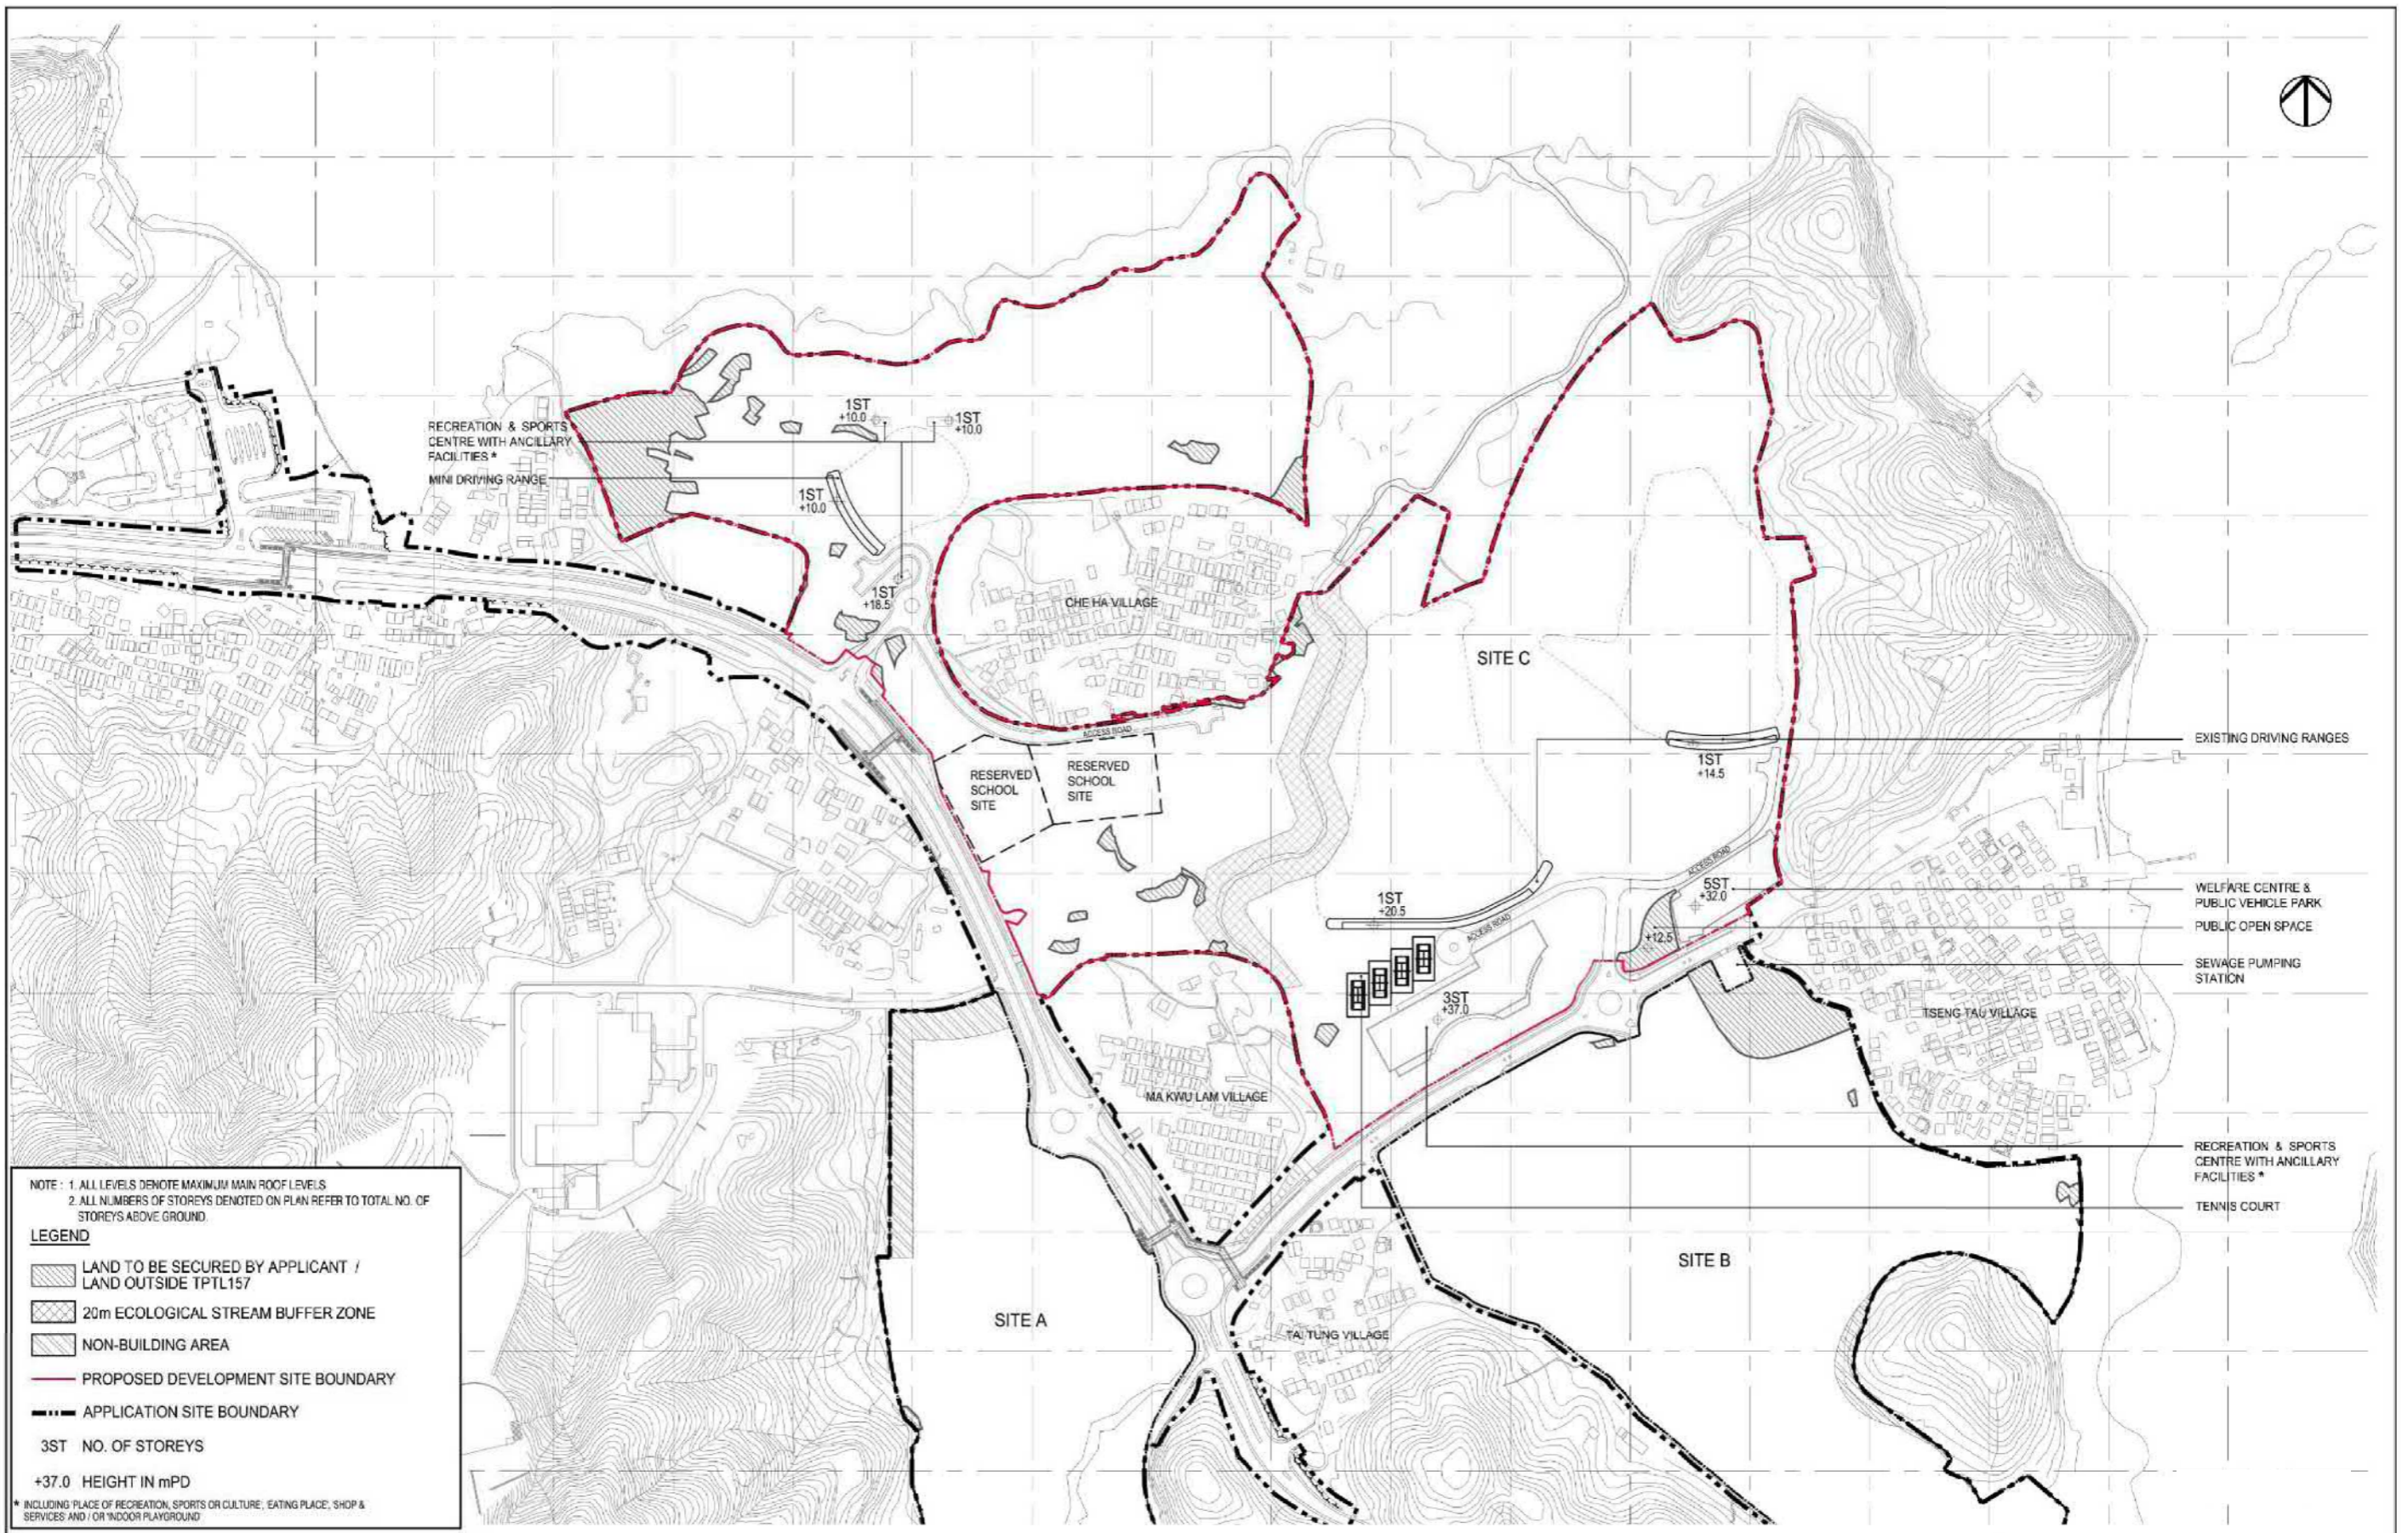 RECREATION & SPORTS
CENTRE WITH ANCILLARY
FACILITIES *
MINI DRIVING RANGE
1ST
+10.0
1ST
+10.0
1ST
+10.0
1ST
+18.5
CHE HA VILLAGE
ACCESS ROAD
RESERVED
SCHOOL
SITE
RESERVED
SCHOOL
SITE
SITE C
1ST
+14.5
EXISTING DRIVING RANGES
ACCESS ROAD
5ST
+32.0
WELFARE CENTRE &
PUBLIC VEHICLE PARK
PUBLIC OPEN SPACE
+12.5
SEWAGE PUMPING
STATION
1ST
+20.5
ACCESS ROAD
3ST
+37.0
TSENG TAU VILLAGE
MA KWU LAM VILLAGE
RECREATION & SPORTS
CENTRE WITH ANCILLARY
FACILITIES *
TENNIS COURT
SITE B
SITE A
TAI TUNG VILLAGE
NOTE : 1. ALL LEVELS DENOTE MAXIMUM MAIN ROOF LEVELS
2. ALL NUMBERS OF STOREYS DENOTED ON PLAN REFER TO TOTAL NO. OF
STOREYS ABOVE GROUND.
LEGEND
LAND TO BE SECURED BY APPLICANT /
LAND OUTSIDE TPTL157
20m ECOLOGICAL STREAM BUFFER ZONE
NON-BUILDING AREA
PROPOSED DEVELOPMENT SITE BOUNDARY
APPLICATION SITE BOUNDARY
3ST NO. OF STOREYS
+37.0 HEIGHT IN mPD
* INCLUDING 'PLACE OF RECREATION, SPORTS OR CULTURE', 'EATING PLACE', 'SHOP &
SERVICES' AND / OR 'INDOOR PLAYGROUND'